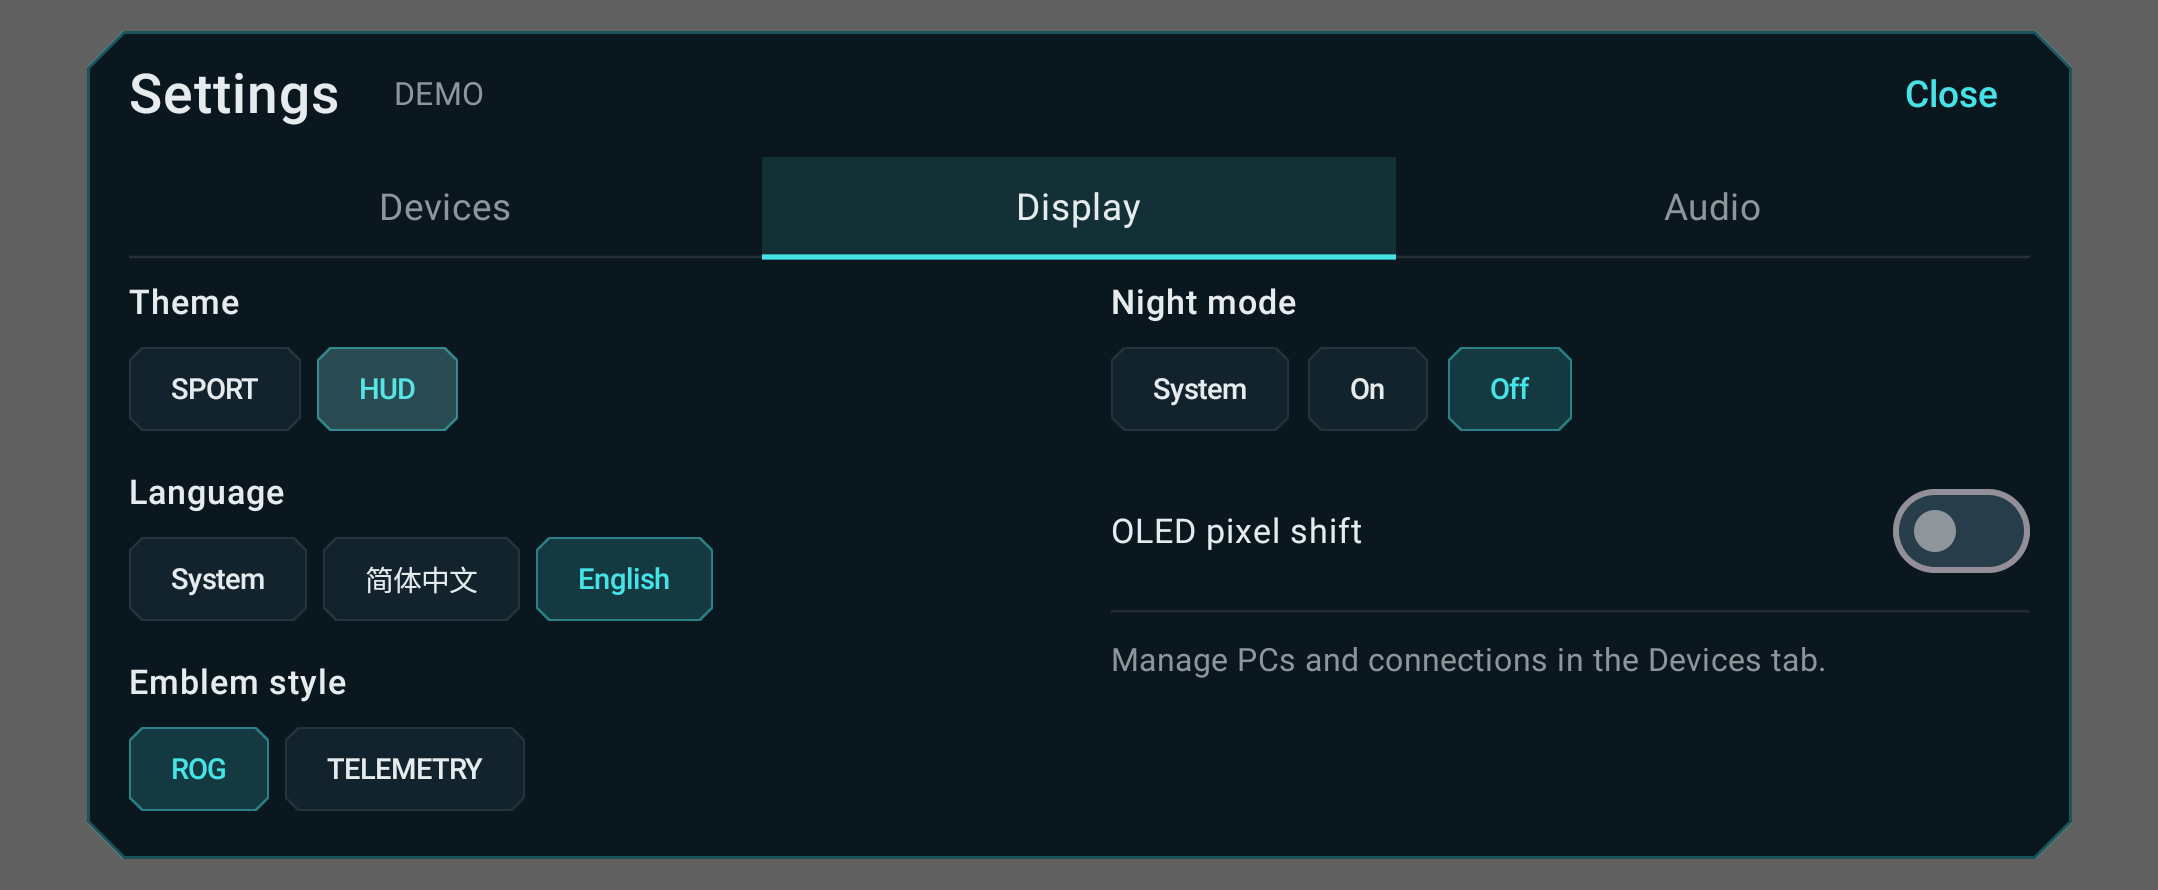 Settings DEMO Close
Devices Display Audio
Theme
SPORT HUD
Language
System 简体中文 English
Emblem style
ROG TELEMETRY
Night mode
System On Off
OLED pixel shift
Manage PCs and connections in the Devices tab.